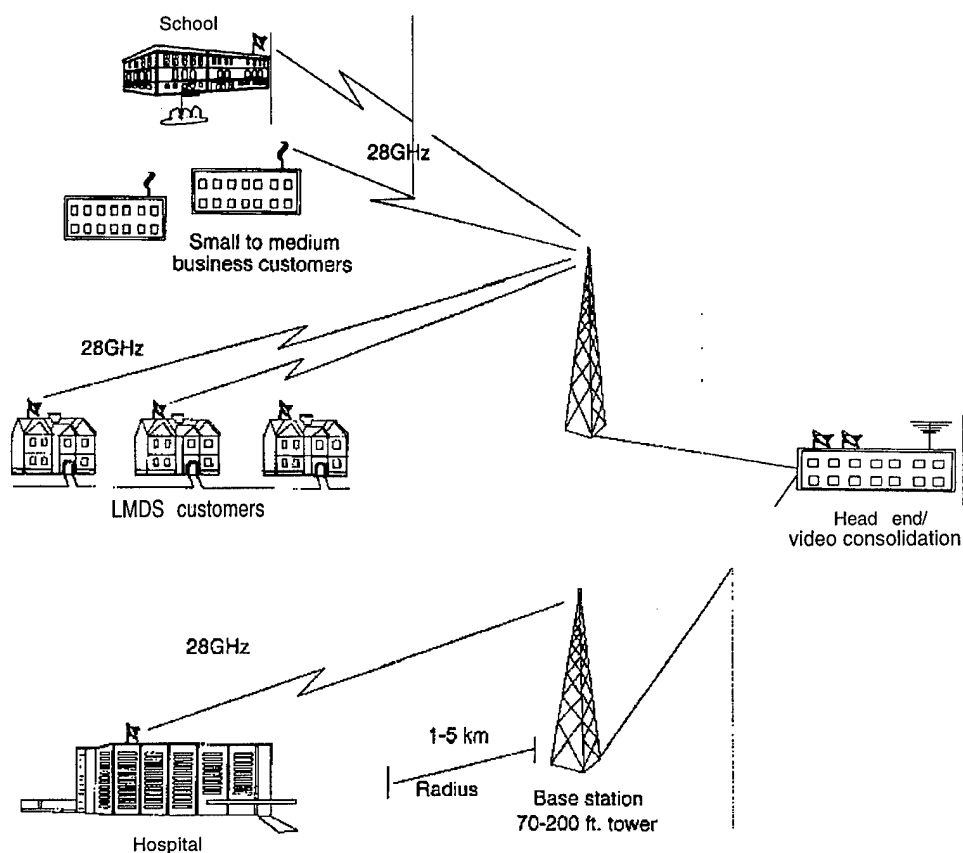 School
28GHz
Small to medium
business customers
28GHz
LMDS customers
Head end/
video consolidation
28GHz
1-5 km
Radius
Base station
70-200 ft. tower
Hospital